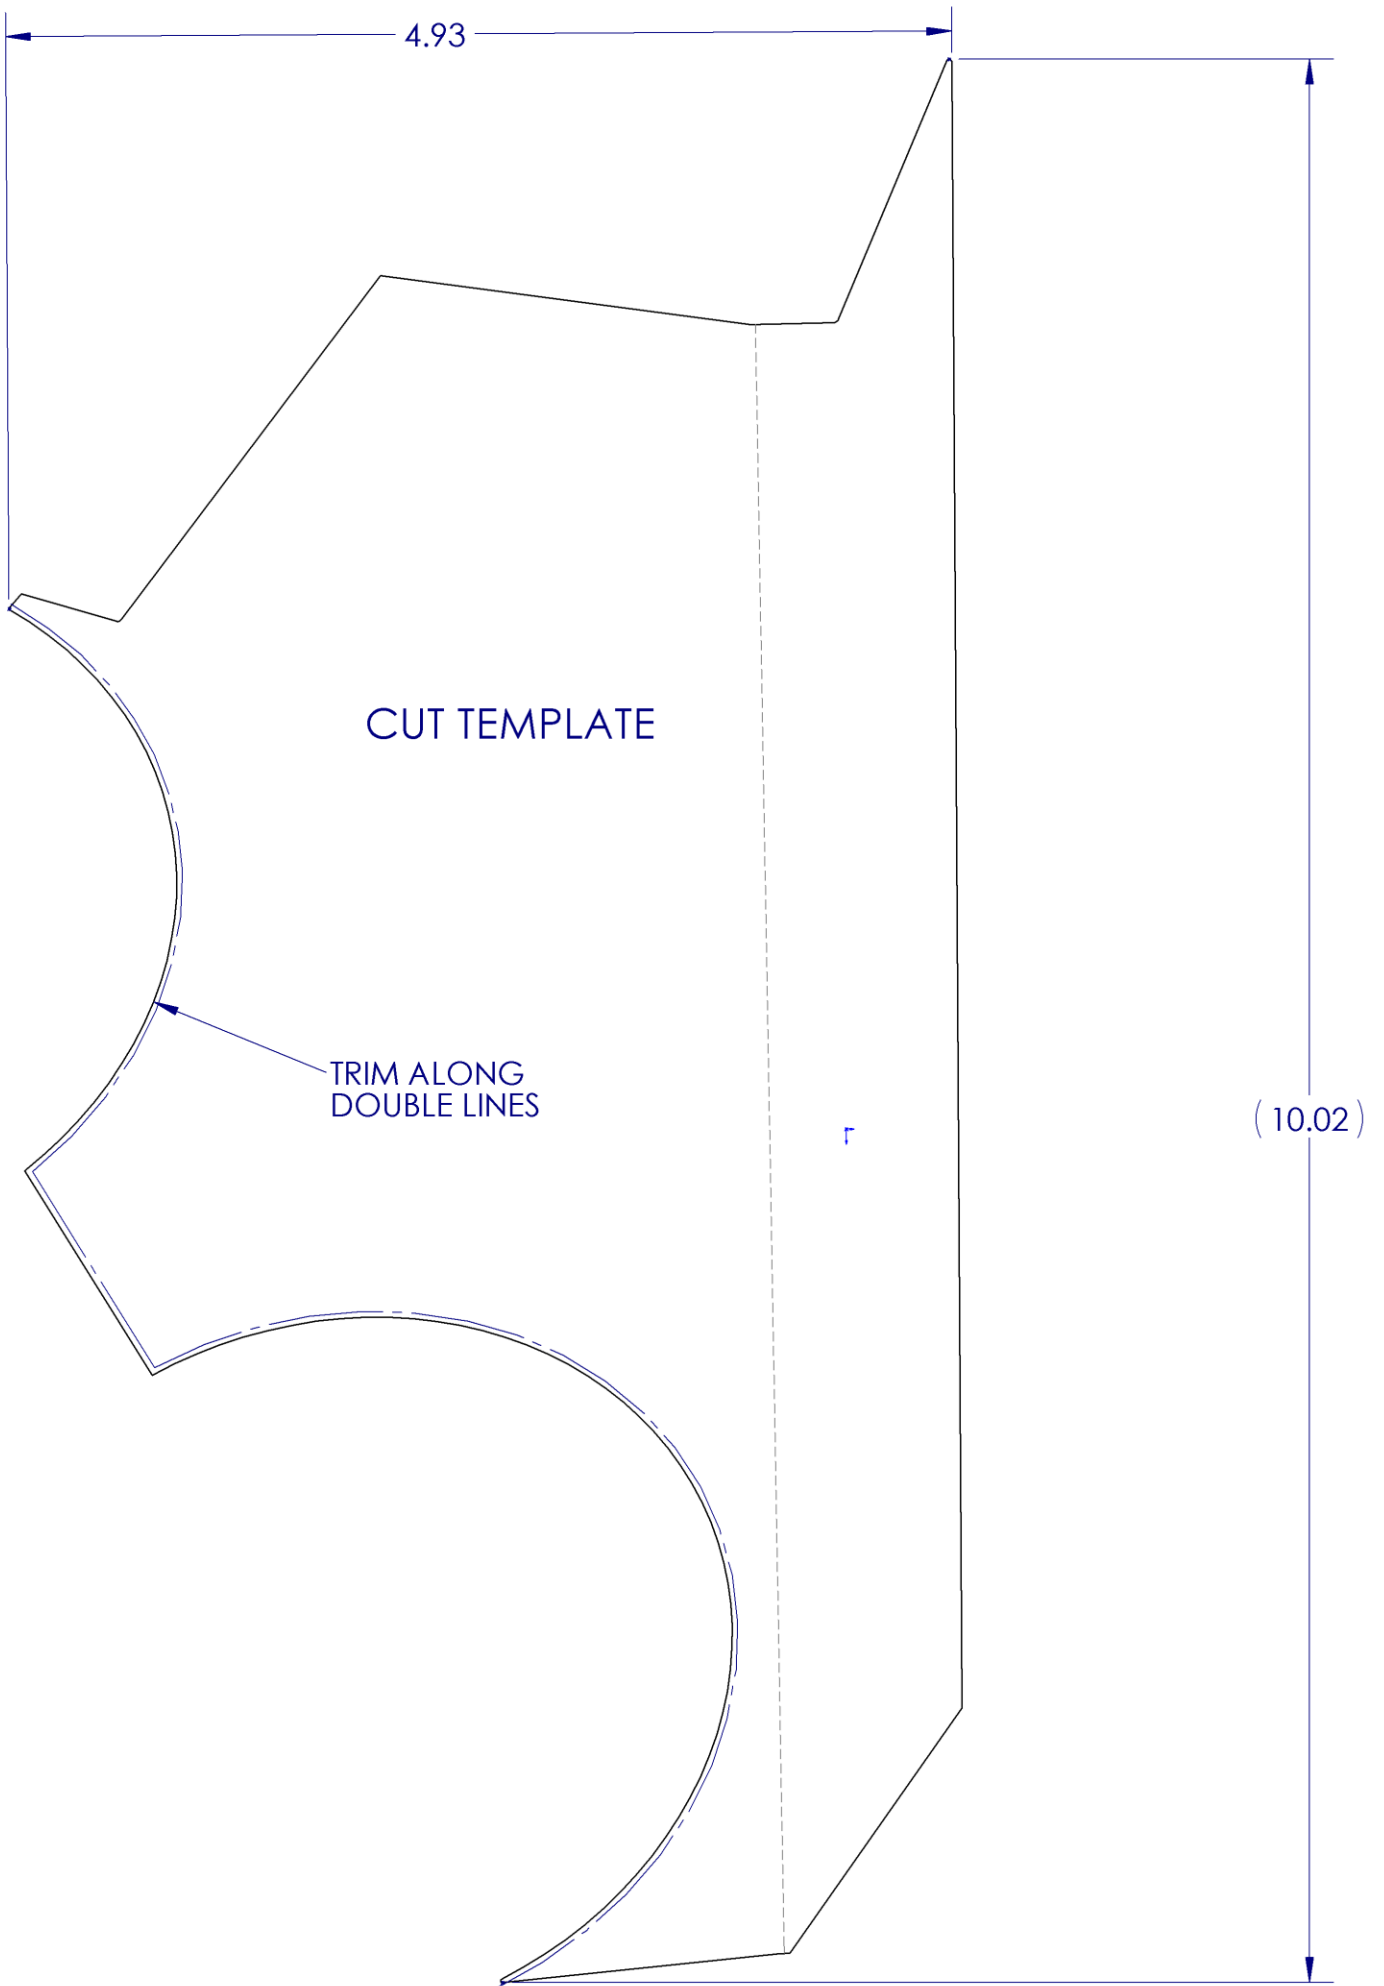 4.93
CUT TEMPLATE
TRIM ALONG
DOUBLE LINES
(10.02)